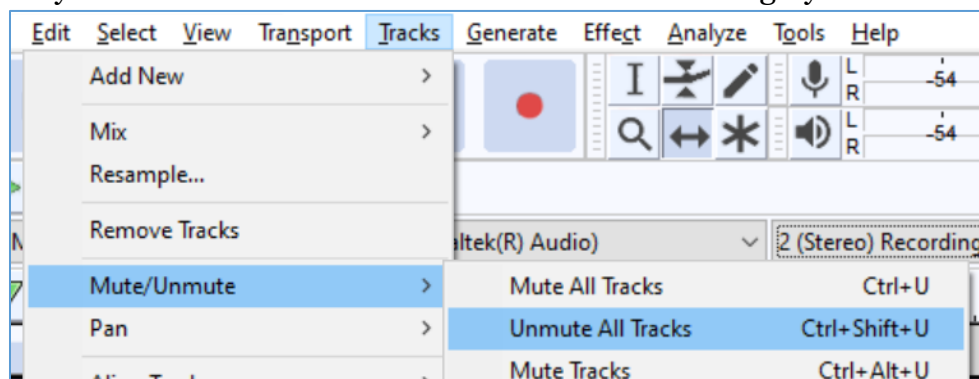 Edit Select View Transport Tracks Generate Effect Analyze Tools Help
Add New
L -54
R
Mix
L -54
R
Resample...
Remove Tracks
altek(R) Audio) 2 (Stereo) Recording
Mute/Unmute
Mute All Tracks Ctrl+U
Pan
Unmute All Tracks Ctrl+Shift+U
Mute Tracks Ctrl+Alt+U